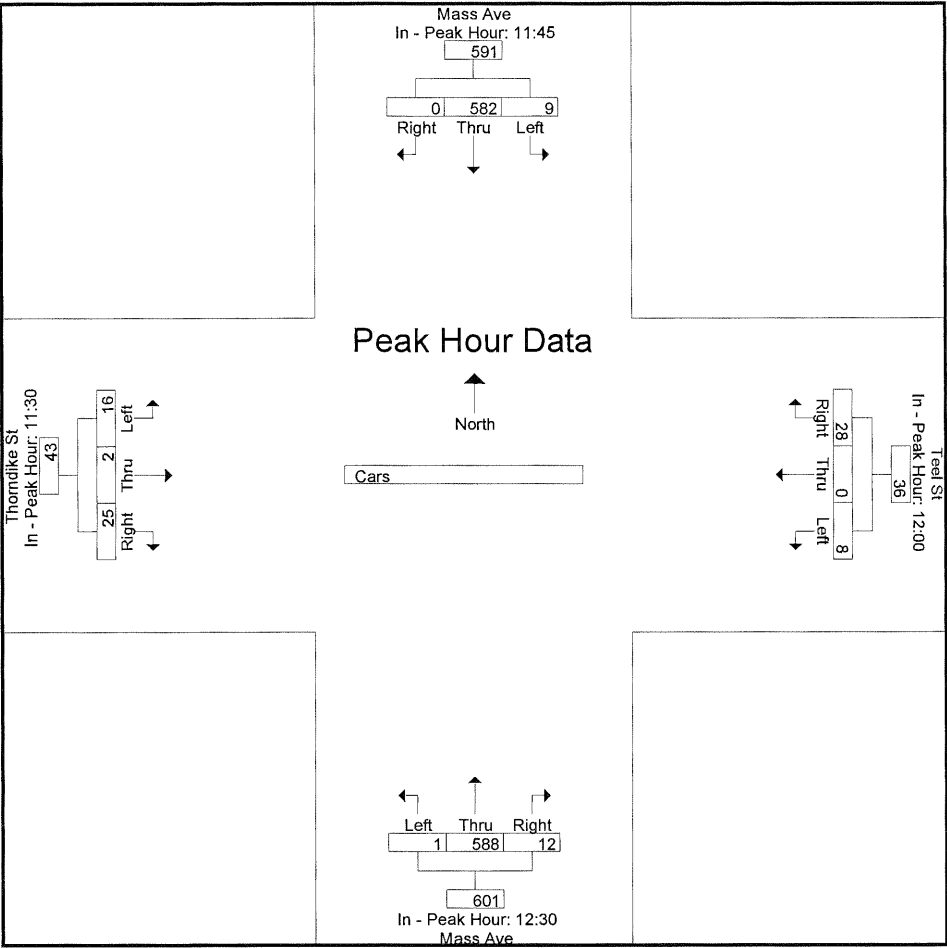 Mass Ave
In - Peak Hour: 11:45
591
0 582 9
Right Thru Left
Peak Hour Data
North
Cars
Thorndike St
In - Peak Hour: 11:30
43
16 2 25
Left Thru Right
Teel St
In - Peak Hour: 12:00
36
28 0 8
Right Thru Left
Left Thru Right
1 588 12
601
In - Peak Hour: 12:30
Mass Ave